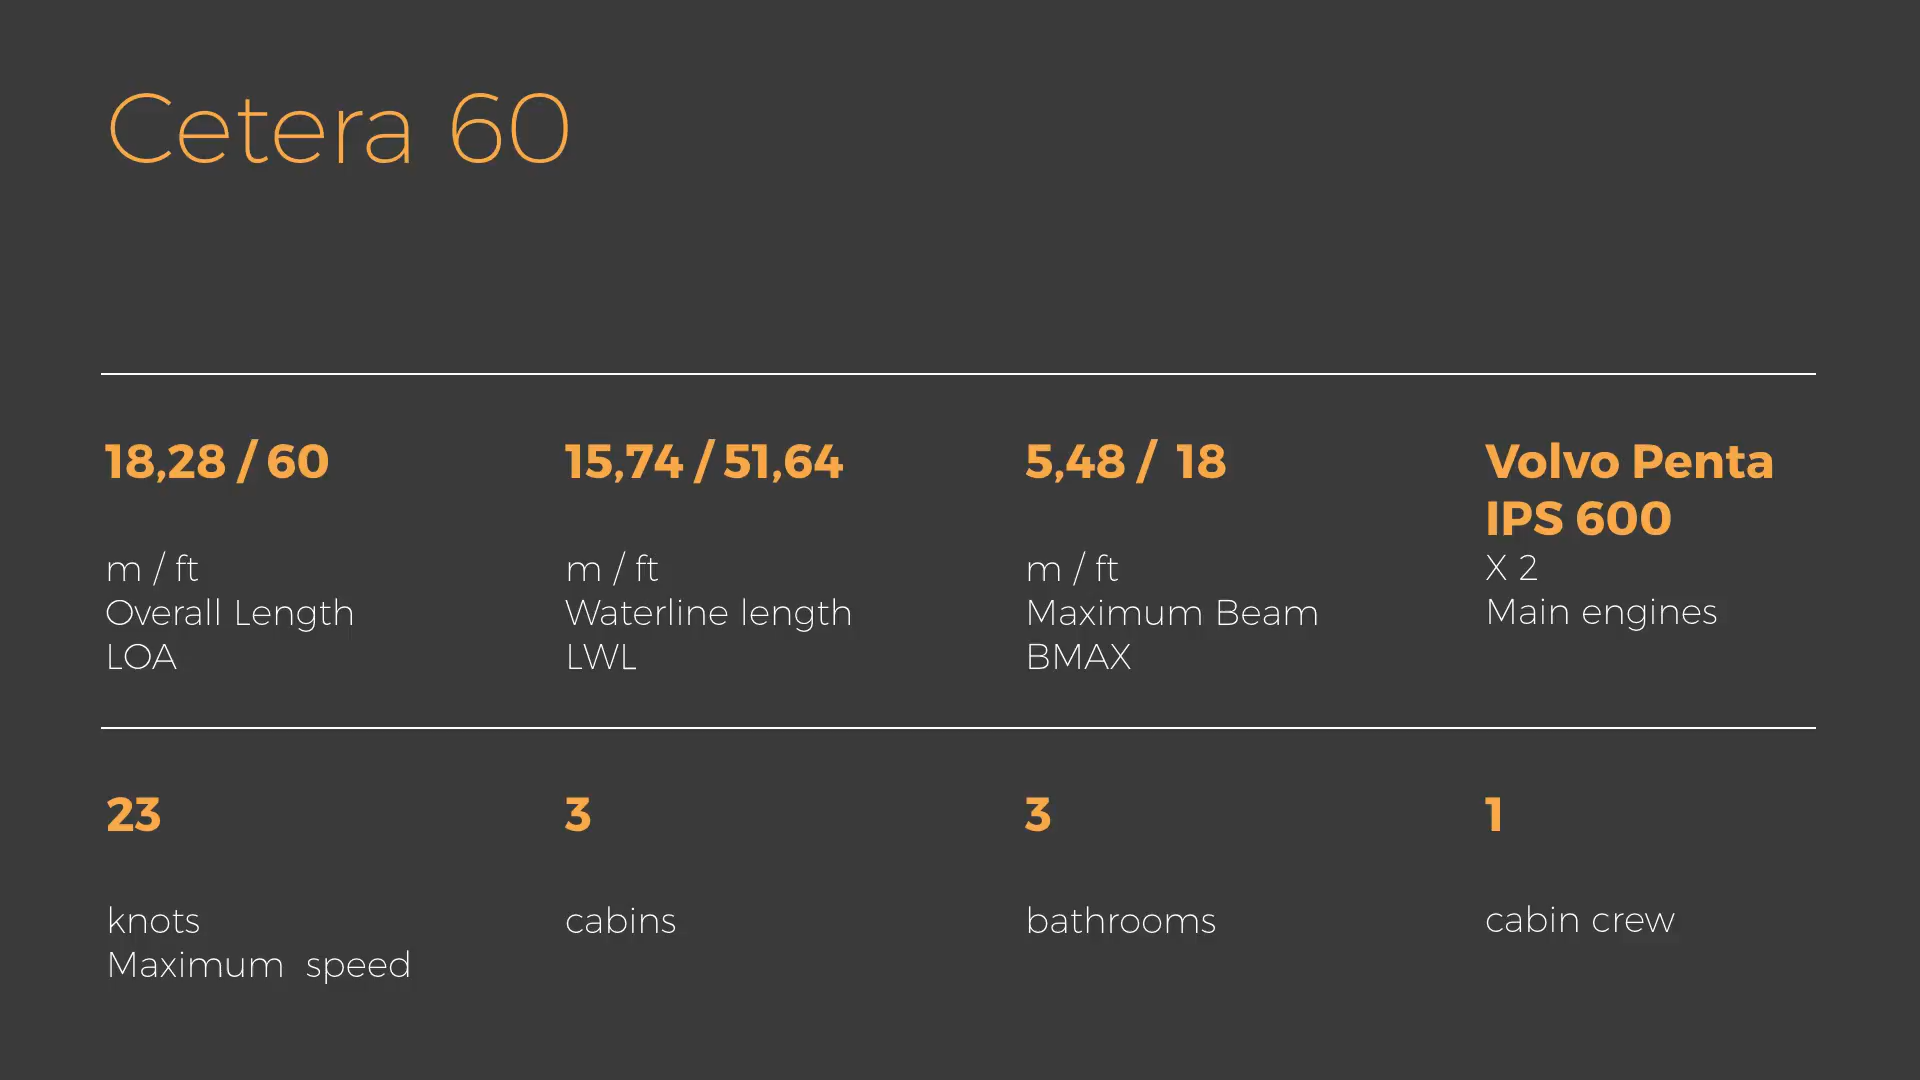 Cetera 60
18,28 / 60
m / ft
Overall Length
LOA
15,74 / 51,64
m / ft
Waterline length
LWL
5,48 / 18
m / ft
Maximum Beam
BMAX
Volvo Penta
IPS 600
X 2
Main engines
23
knots
Maximum  speed
3
cabins
3
bathrooms
1
cabin crew